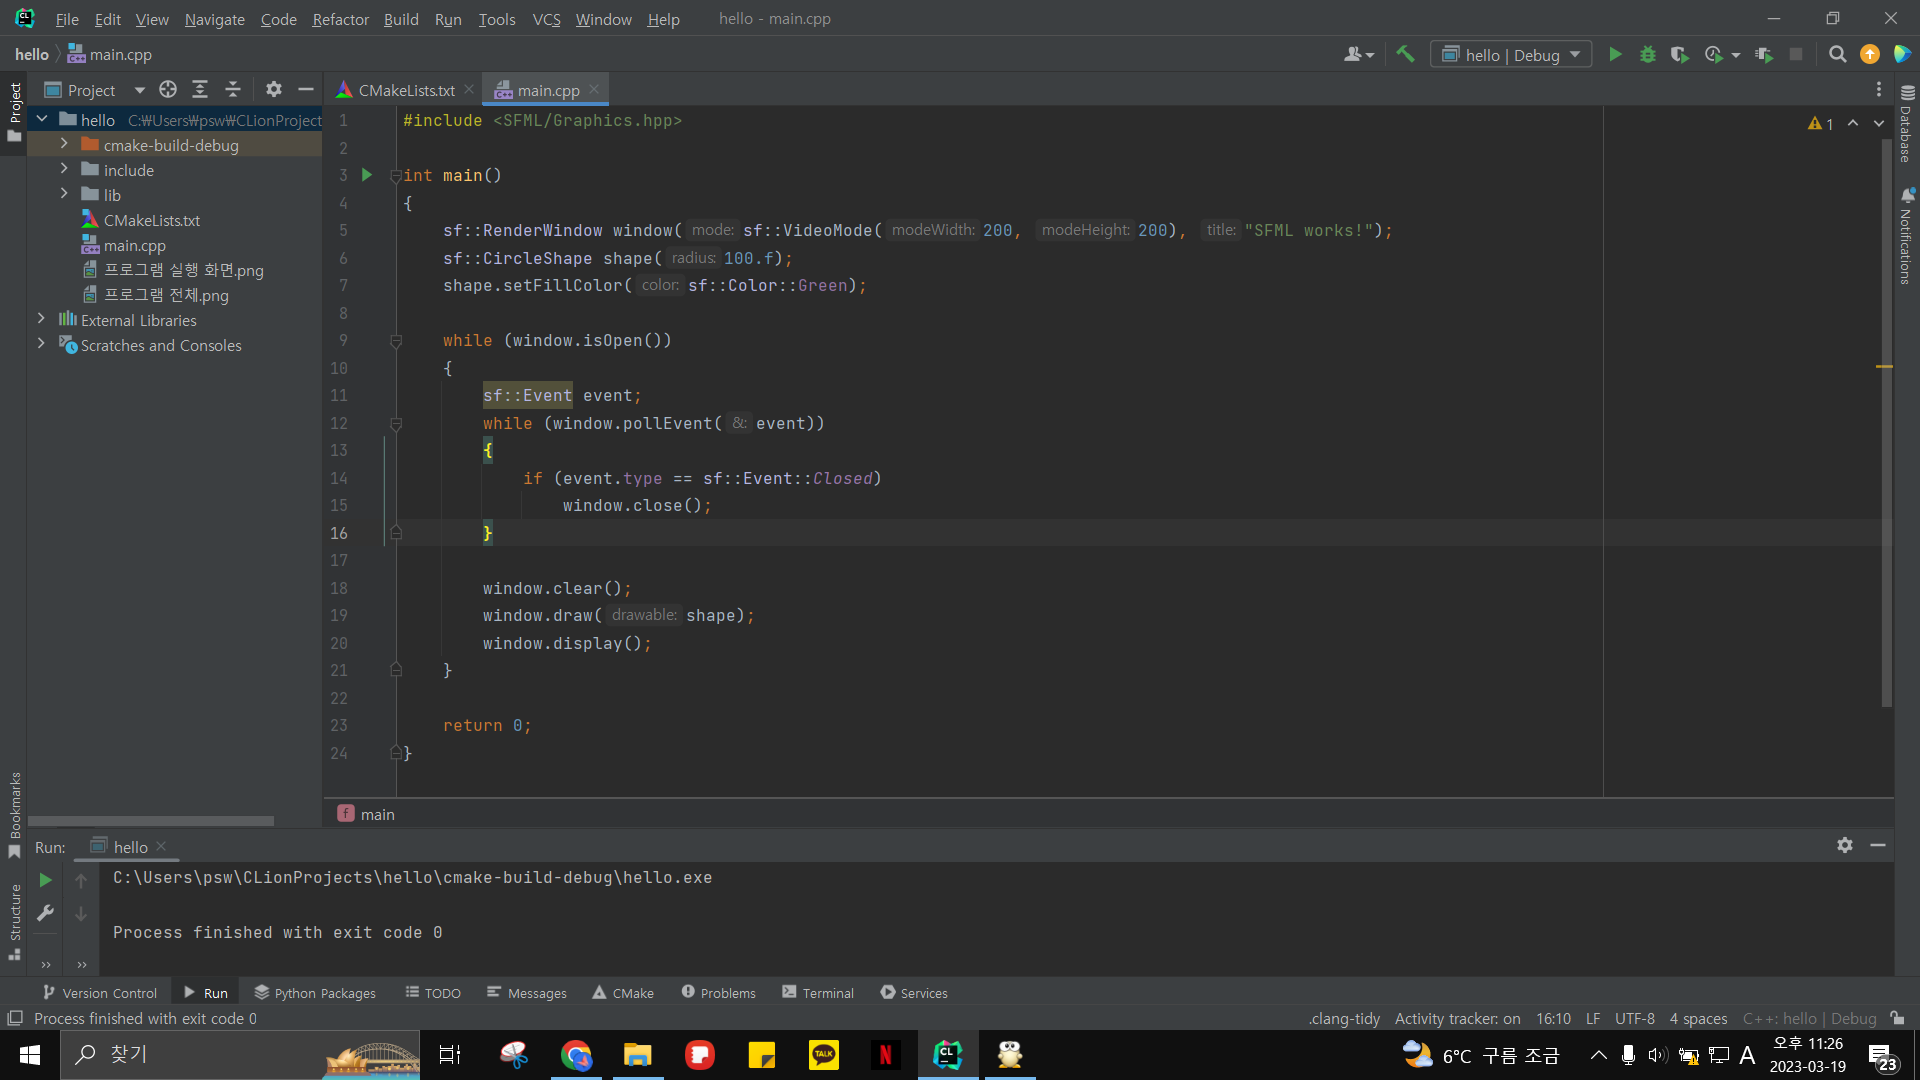 File Edit View Navigate Code Refactor Build Run Tools VCS Window Help hello - main.cpp
hello main.cpp
hello | Debug
Project
Project
CMakeLists.txt
main.cpp
hello C:₩Users₩psw₩CLionProject
cmake-build-debug
include
lib
CMakeLists.txt
main.cpp
프로그램 실행 화면.png
프로그램 전체.png
External Libraries
Scratches and Consoles
1 #include <SFML/Graphics.hpp>
2
3 int main()
4 {
5 sf::RenderWindow window( mode: sf::VideoMode( modeWidth: 200, modeHeight: 200), title: "SFML works!");
6 sf::CircleShape shape( radius: 100.f);
7 shape.setFillColor( color: sf::Color::Green);
8
9 while (window.isOpen())
10 {
11 sf::Event event;
12 while (window.pollEvent( &: event))
13 {
14 if (event.type == sf::Event::Closed)
15 window.close();
16 }
17
18 window.clear();
19 window.draw( drawable: shape);
20 window.display();
21 }
22
23 return 0;
24 }
1
Database
Notifications
f main
Bookmarks
Structure
Run: hello
C:\Users\psw\CLionProjects\hello\cmake-build-debug\hello.exe
Process finished with exit code 0
Version Control Run Python Packages TODO Messages CMake Problems Terminal Services
Process finished with exit code 0
.clang-tidy Activity tracker: on 16:10 LF UTF-8 4 spaces C++: hello | Debug
찾기
TALK
N
CL
6°C 구름 조금
A
오후 11:26
2023-03-19
23